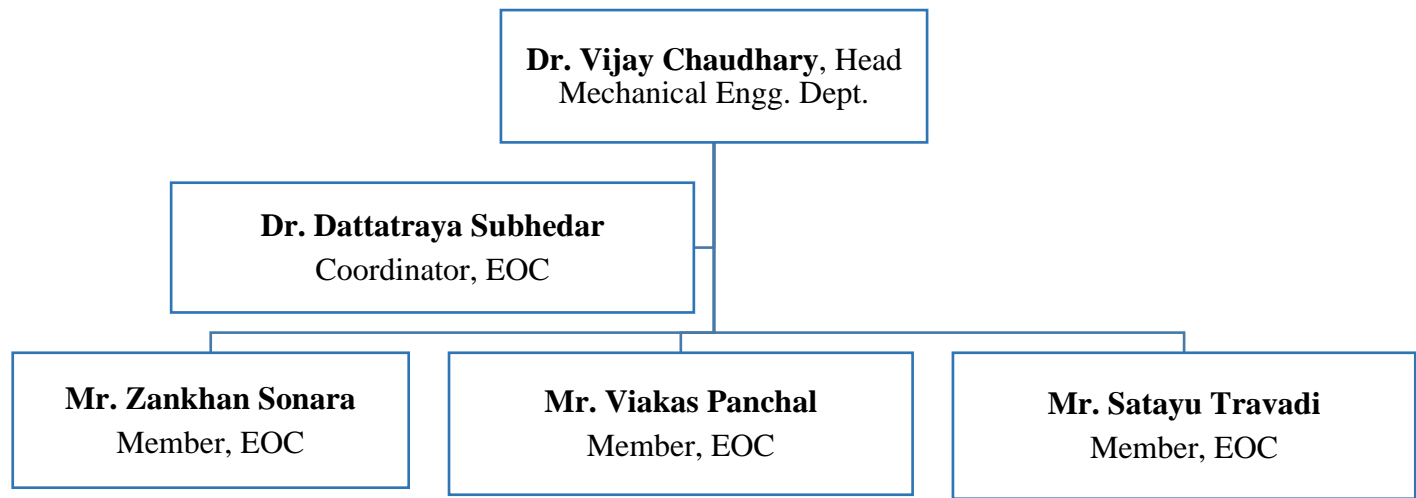 Dr. Vijay Chaudhary, Head
Mechanical Engg. Dept.
Dr. Dattatraya Subhedar
Coordinator, EOC
Mr. Zankhan Sonara
Member, EOC
Mr. Viakas Panchal
Member, EOC
Mr. Satayu Travadi
Member, EOC